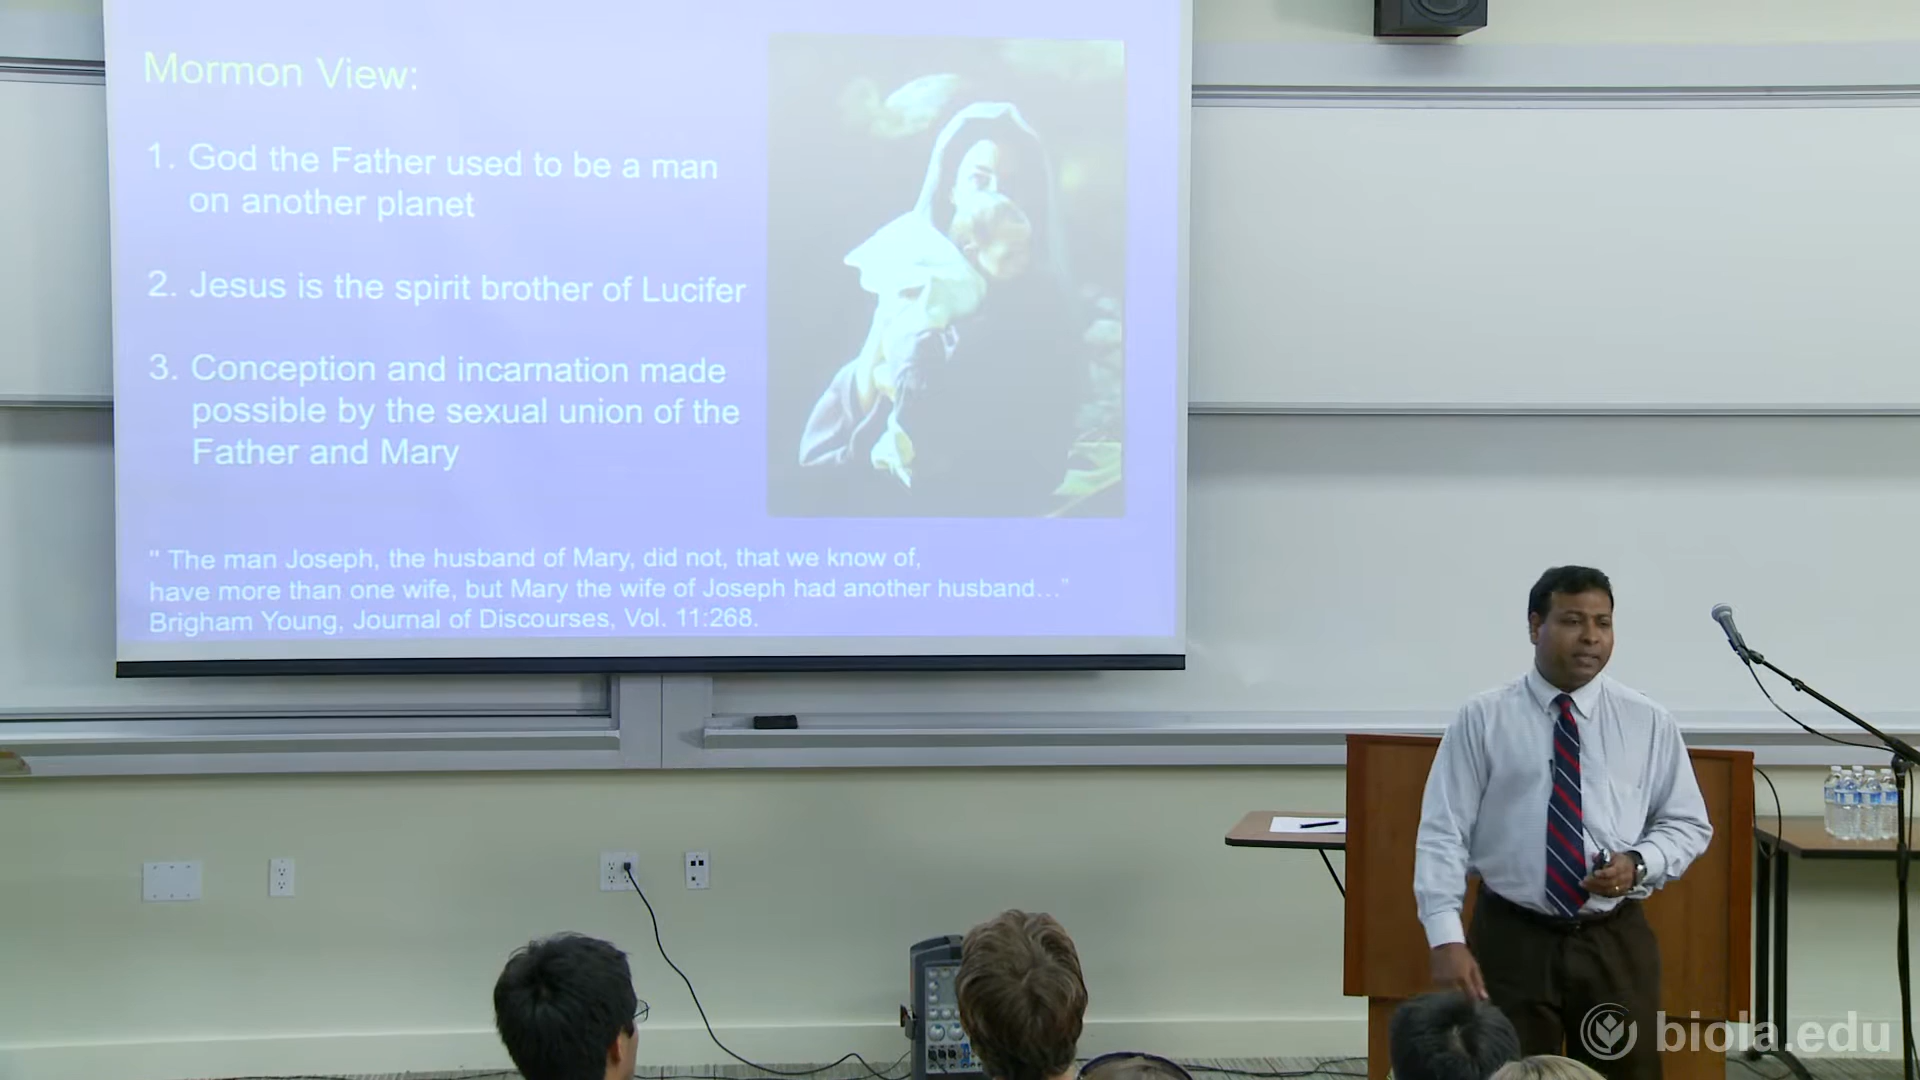 Mormon View:
1. God the Father used to be a man
on another planet
2. Jesus is the spirit brother of Lucifer
3. Conception and incarnation made
possible by the sexual union of the
Father and Mary
" The man Joseph, the husband of Mary, did not, that we know of,
have more than one wife, but Mary the wife of Joseph had another husband…"
Brigham Young, Journal of Discourses, Vol. 11:268.
biola.edu